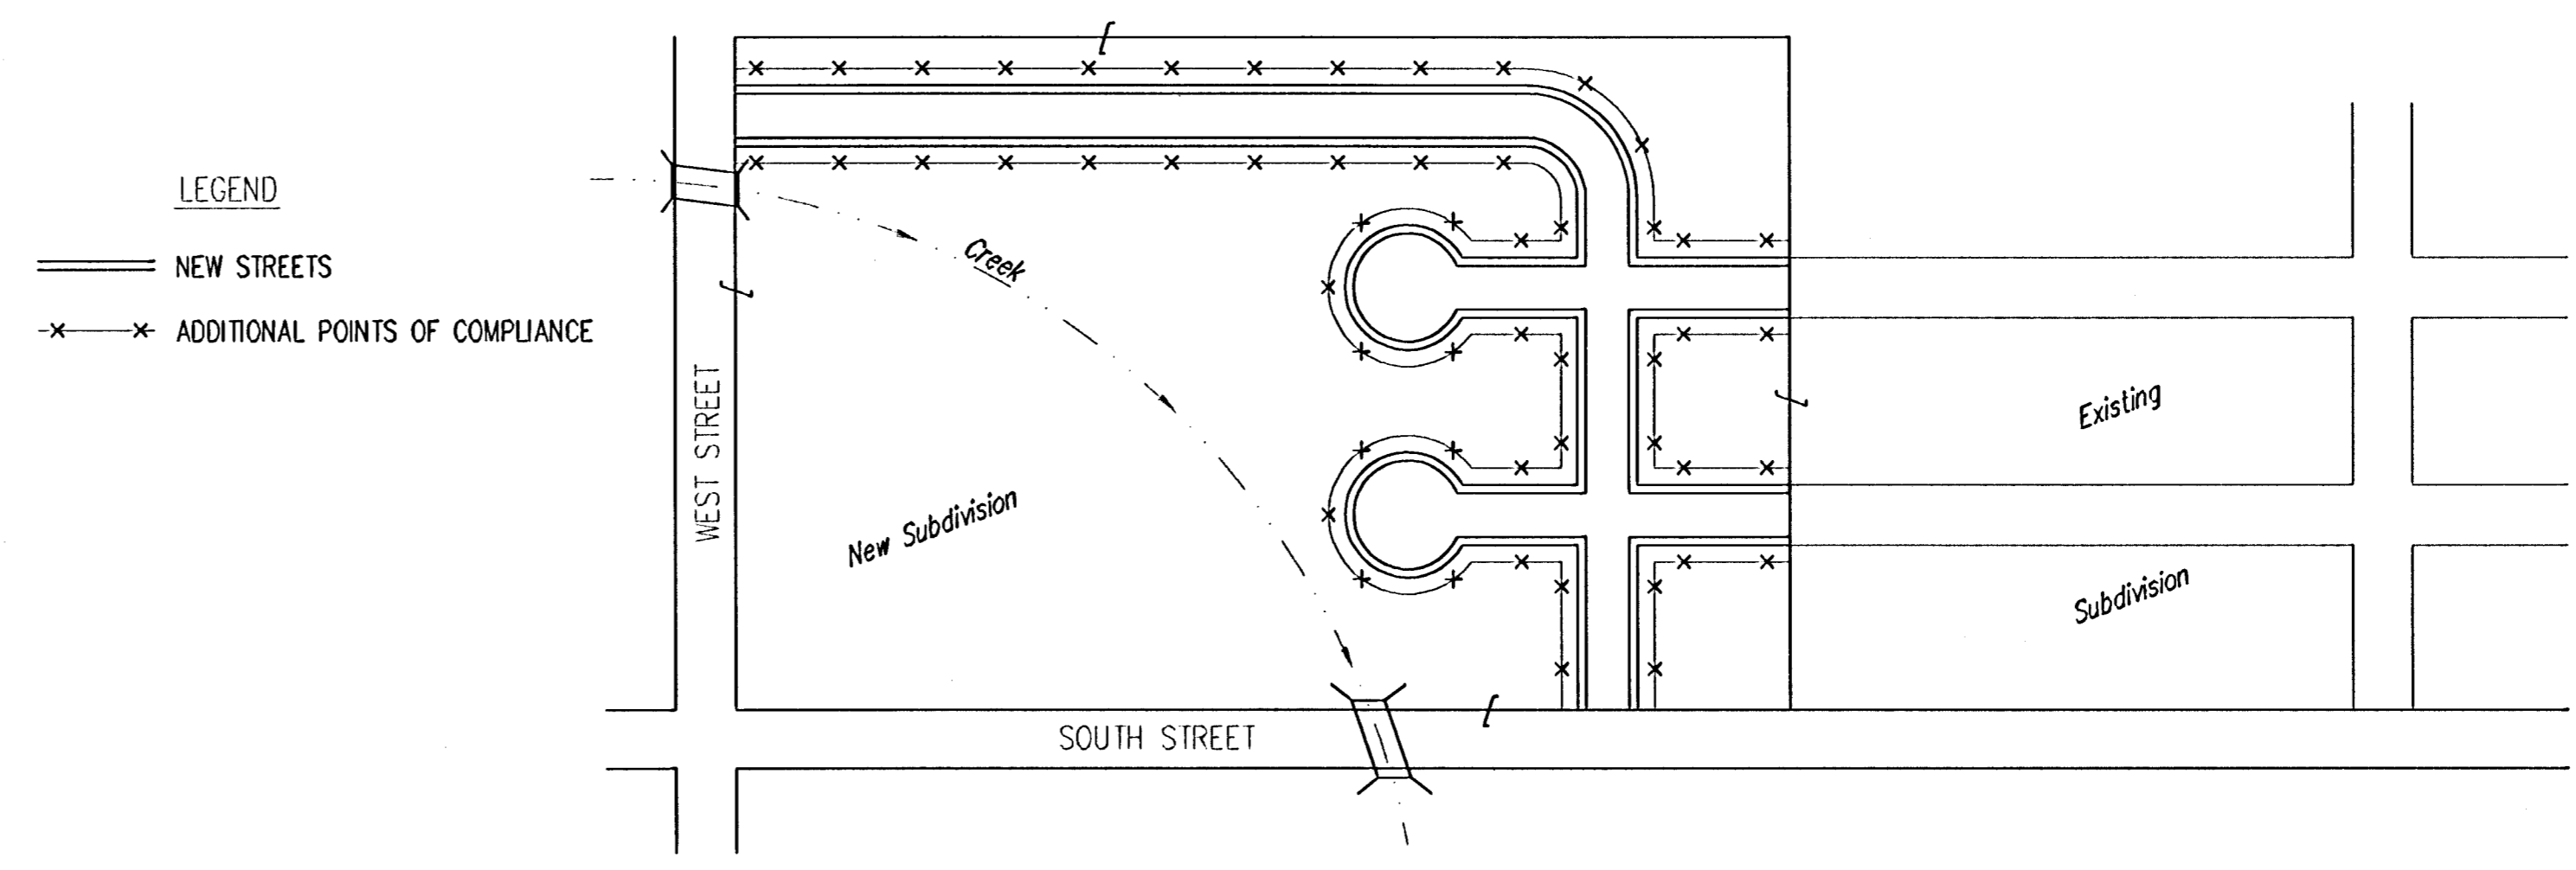 LEGEND
NEW STREETS
ADDITIONAL POINTS OF COMPLIANCE
WEST STREET
Creek
New Subdivision
SOUTH STREET
Existing
Subdivision